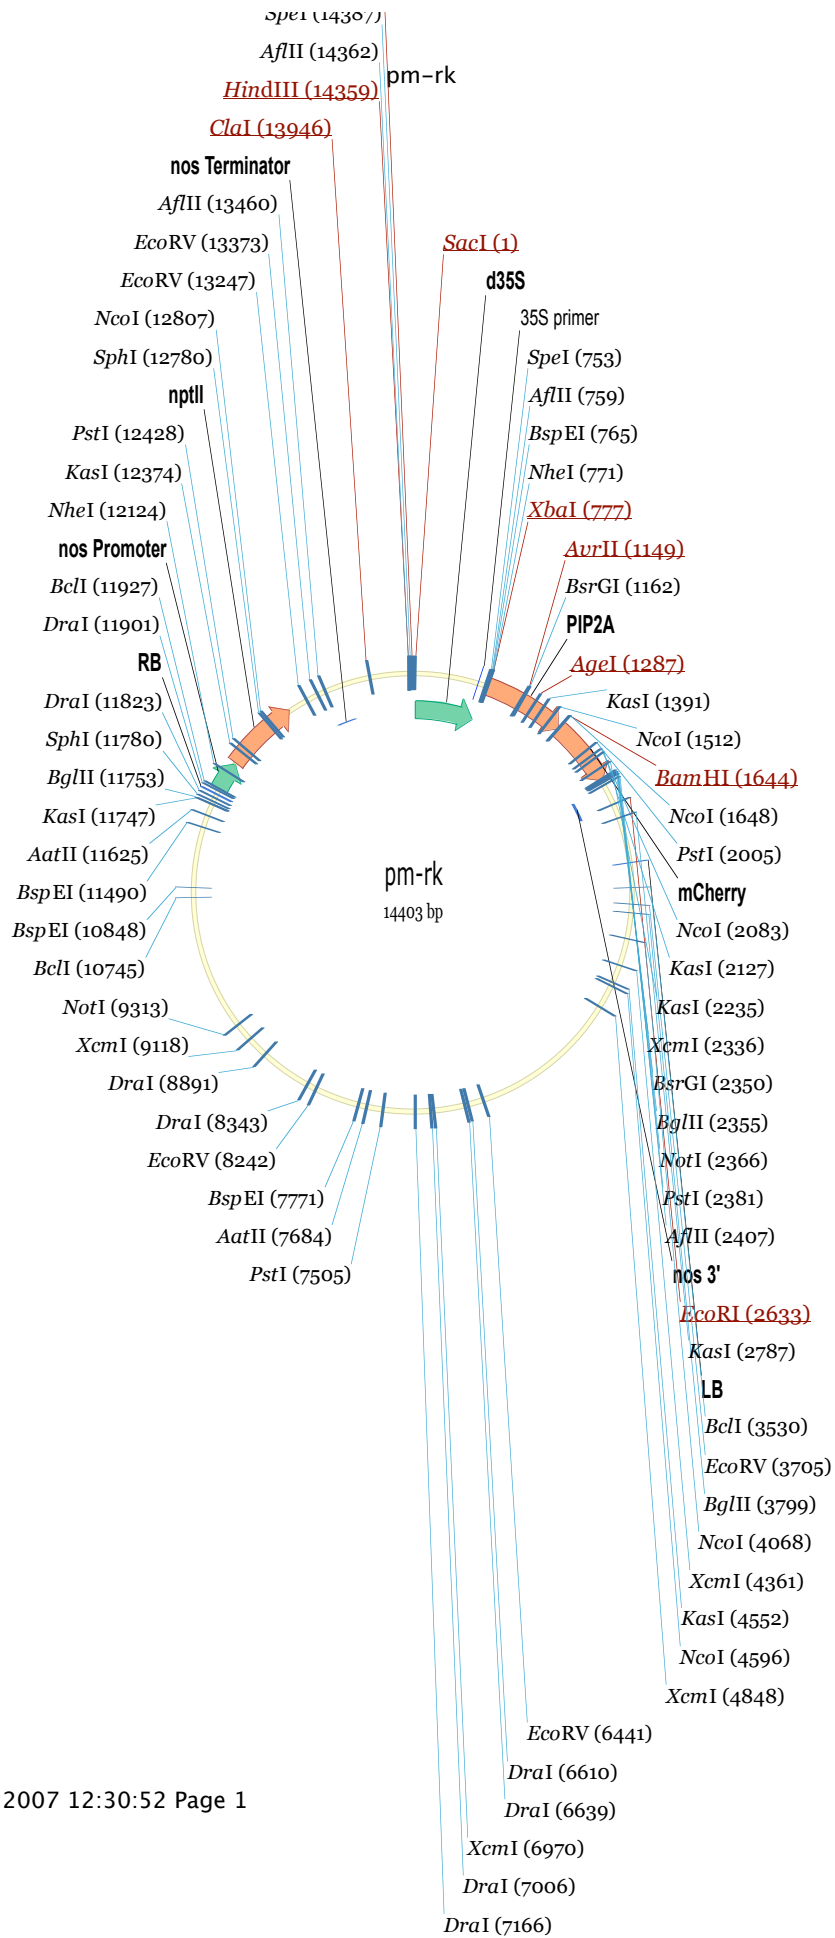 SpeI (14387)
AflII (14362)
pm-rk
HindIII (14359)
ClaI (13946)
nos Terminator
AflII (13460)
EcoRV (13373)
EcoRV (13247)
NcoI (12807)
SphI (12780)
nptII
PstI (12428)
KasI (12374)
NheI (12124)
nos Promoter
BclI (11927)
DraI (11901)
RB
DraI (11823)
SphI (11780)
BglII (11753)
KasI (11747)
AatII (11625)
BspEI (11490)
BspEI (10848)
BclI (10745)
NotI (9313)
XcmI (9118)
DraI (8891)
DraI (8343)
EcoRV (8242)
BspEI (7771)
AatII (7684)
PstI (7505)
SacI (1)
d35S
35S primer
SpeI (753)
AflII (759)
BspEI (765)
NheI (771)
XbaI (777)
AvrII (1149)
BsrGI (1162)
PIP2A
AgeI (1287)
KasI (1391)
NcoI (1512)
BamHI (1644)
NcoI (1648)
PstI (2005)
mCherry
NcoI (2083)
KasI (2127)
KasI (2235)
XcmI (2336)
BsrGI (2350)
BglII (2355)
NotI (2366)
PstI (2381)
AflII (2407)
nos 3'
EcoRI (2633)
KasI (2787)
LB
BclI (3530)
EcoRV (3705)
BglII (3799)
NcoI (4068)
XcmI (4361)
KasI (4552)
NcoI (4596)
XcmI (4848)
EcoRV (6441)
DraI (6610)
DraI (6639)
XcmI (6970)
DraI (7006)
DraI (7166)
pm-rk
14403 bp
2007 12:30:52 Page 1